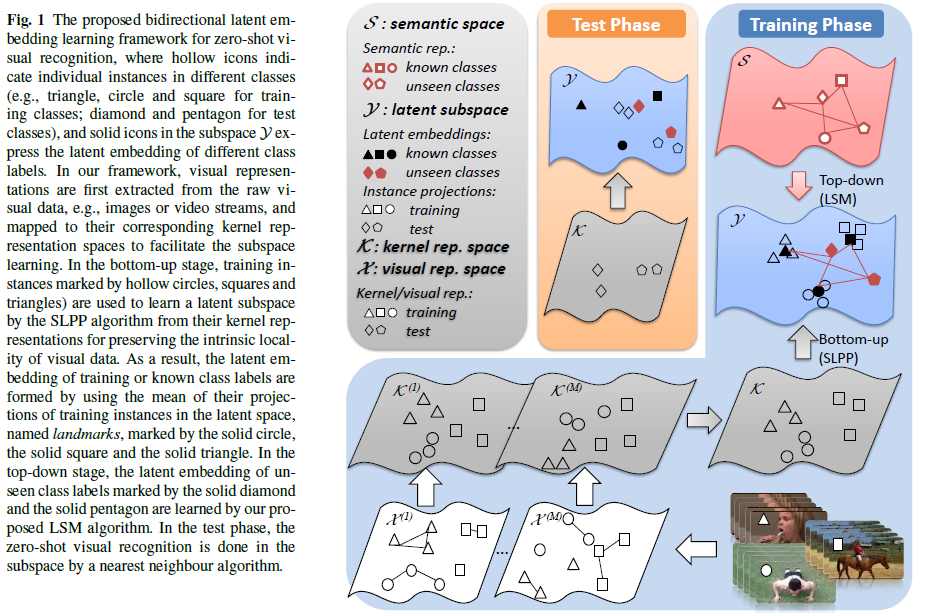 Fig. 1 The proposed bidirectional latent em-
bedding learning framework for zero-shot vi-
sual recognition, where hollow icons indi-
cate individual instances in different classes
(e.g., triangle, circle and square for train-
ing classes; diamond and pentagon for test
classes), and solid icons in the subspace 𝒴 ex-
press the latent embedding of different class
labels. In our framework, visual represen-
tations are first extracted from the raw vi-
sual data, e.g., images or video streams, and
mapped to their corresponding kernel rep-
resentation spaces to facilitate the subspace
learning. In the bottom-up stage, training in-
stances marked by hollow circles, squares and
triangles) are used to learn a latent subspace
by the SLPP algorithm from their kernel rep-
resentations for preserving the intrinsic local-
ity of visual data. As a result, the latent em-
bedding of training or known class labels are
formed by using the mean of their projec-
tions of training instances in the latent space,
named landmarks, marked by the solid circle,
the solid square and the solid triangle. In the
top-down stage, the latent embedding of un-
seen class labels marked by the solid diamond
and the solid pentagon are learned by our pro-
posed LSM algorithm. In the test phase, the
zero-shot visual recognition is done in the
subspace by a nearest neighbour algorithm.
𝒮 : semantic space
Semantic rep.:
known classes
unseen classes
𝒴 : latent subspace
Latent embeddings:
known classes
unseen classes
Instance projections:
training
test
𝒦 : kernel rep. space
𝒳 : visual rep. space
Kernel/visual rep.:
training
test
Test Phase
𝒴
𝒦
Training Phase
𝒮
Top-down
(LSM)
𝒴
Bottom-up
(SLPP)
𝒦(1)
...
𝒦(M)
𝒦
𝒳(1)
...
𝒳(M)